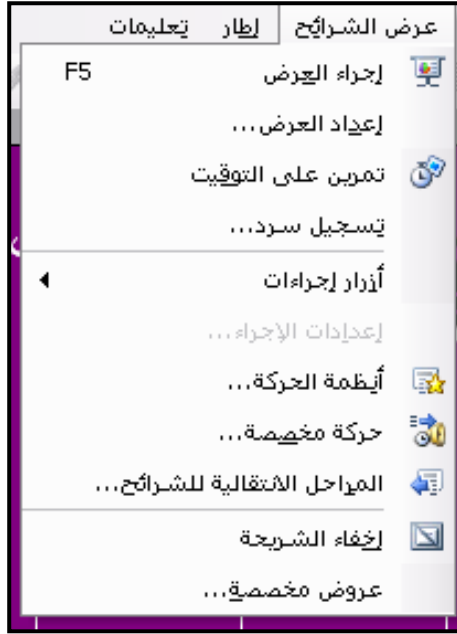 عرض الشرائح إطار تعليمات
إجراء العرض F5
إعداد العرض...
تمرين على التوقيت
تسجيل سرد...
أزرار إجراءات
إعدادات الإجراء...
أنظمة الحركة...
حركة مخصصة...
المراحل الانتقالية للشرائح...
إخفاء الشريحة
عروض مخصصة...